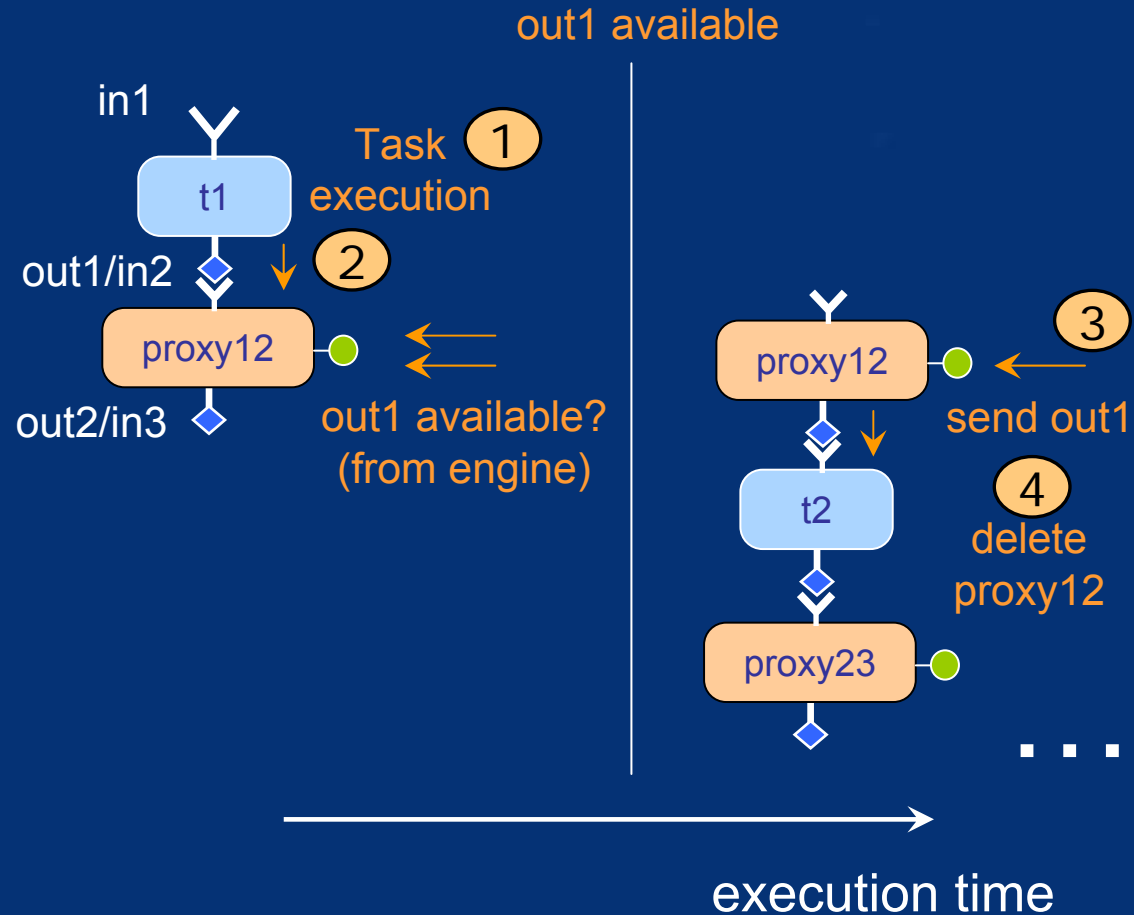 out1 available
in1
Task 1
execution
t1
2
out1/in2
proxy12
out2/in3
out1 available?
(from engine)
3
proxy12
send out1
4
t2
delete
proxy12
proxy23
. . .
execution time